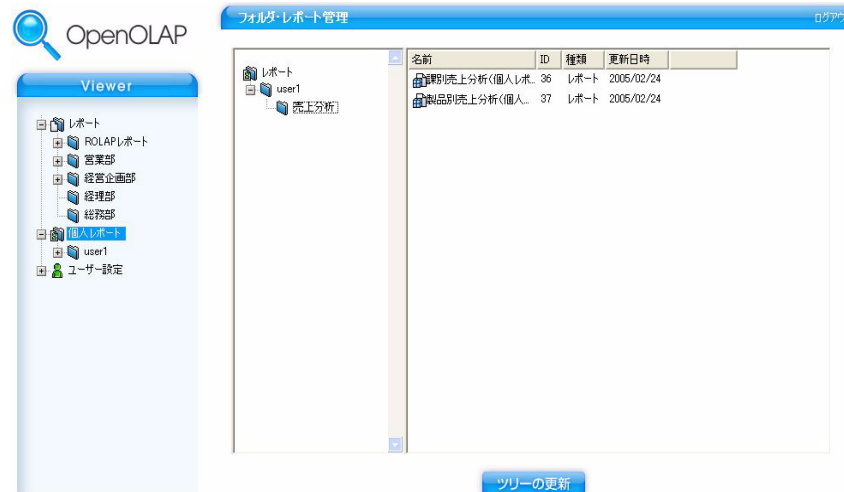 OpenOLAP
Viewer
レポート
ROLAPレポート
営業部
経営企画部
経理部
総務部
個人レポート
user1
ユーザー設定
フォルダ・レポート管理
ログアウ
レポート
user1
売上分析
名前 ID 種類 更新日時
課別売上分析(個人レポ... 36 レポート 2005/02/24
製品別売上分析(個人... 37 レポート 2005/02/24
ツリーの更新